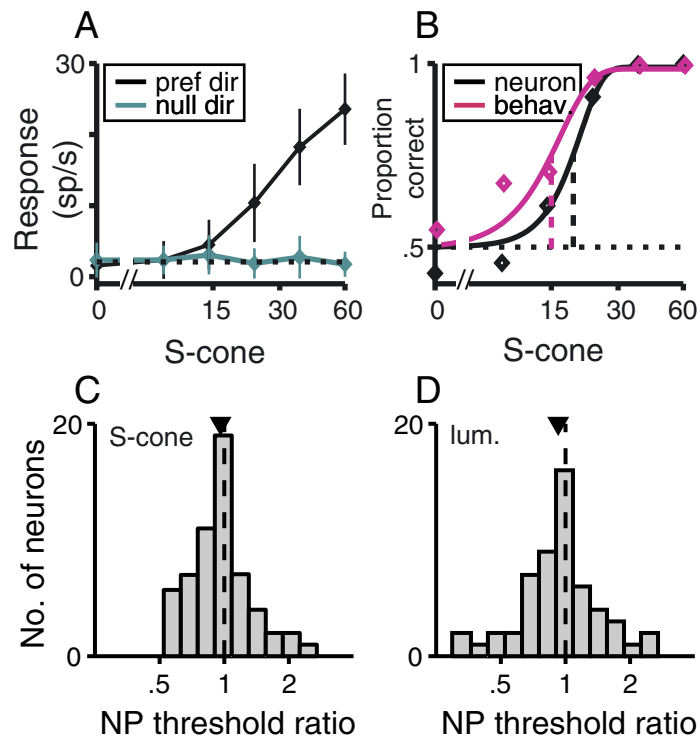 A
30
pref dir
null dir
Response
(sp/s)
0
0
15
30
60
S-cone
B
1
neuron
behav.
Proportion
correct
.5
0
15
30
60
S-cone
C
20
S-cone
No. of neurons
0
.5
1
2
NP threshold ratio
D
20
lum.
0
.5
1
2
NP threshold ratio